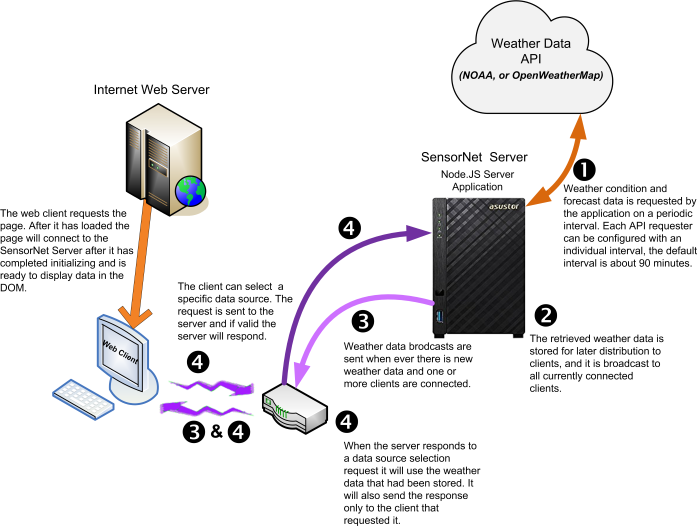 Weather Data
API
(NOAA, or OpenWeatherMap)
Internet Web Server
SensorNet Server
Node.JS Server
Application
asustor
1
Weather condition and
forecast data is requested by
the application on a periodic
interval. Each API requester
can be configured with an
individual interval, the default
interval is about 90 minutes.
The web client requests the
page. After it has loaded the
page will connect to the
SensorNet Server after it has
completed initializing and is
ready to display data in the
DOM.
4
The client can select a
specific data source. The
request is sent to the
server and if valid the
server will respond.
4
3
Weather data brodcasts are
sent when ever there is new
weather data and one or
more clients are connected.
2
The retrieved weather data is
stored for later distribution to
clients, and it is broadcast to
all currently connected
clients.
Web Client
3 & 4
4
When the server responds to
a data source selection
request it will use the weather
data that had been stored. It
will also send the response
only to the client that
requested it.